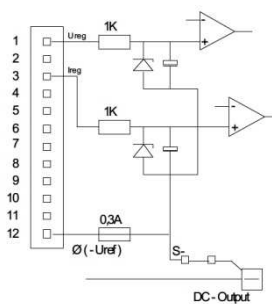 1
2
3
4
5
6
7
8
9
10
11
12
Ureg
Ireg
1K
1K
-
+
-
+
0,3A
Ø (-Uref)
S-
DC - Output